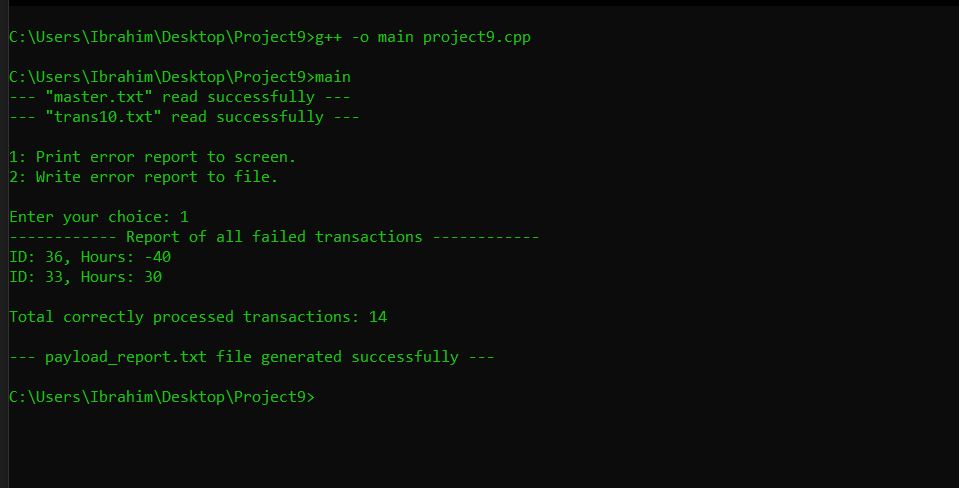 C:\Users\Ibrahim\Desktop\Project9>g++ -o main project9.cpp
C:\Users\Ibrahim\Desktop\Project9>main
--- "master.txt" read successfully ---
--- "trans10.txt" read successfully ---
1: Print error report to screen.
2: Write error report to file.
Enter your choice: 1
------------ Report of all failed transactions ------------
ID: 36, Hours: -40
ID: 33, Hours: 30
Total correctly processed transactions: 14
--- payload_report.txt file generated successfully ---
C:\Users\Ibrahim\Desktop\Project9>